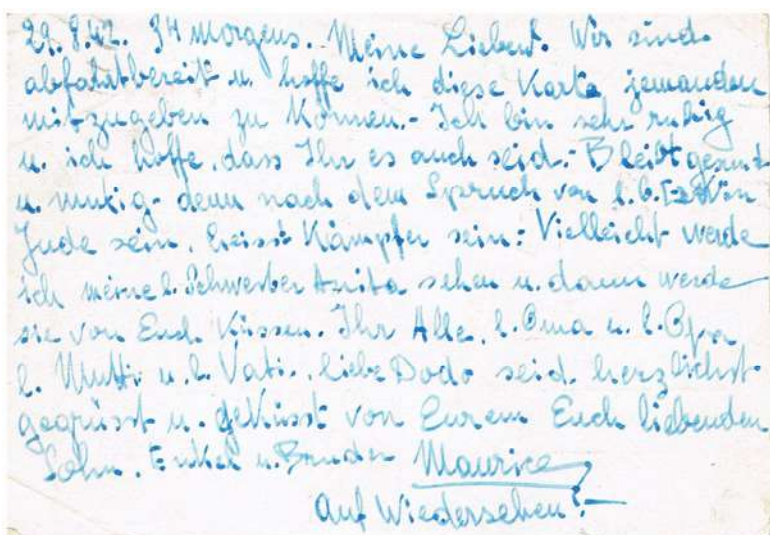 29.8.42. 9H Morgens. Meine Lieben! Wir sind
abfahrtbereit u. hoffe ich diese Karte jemanden
mitzugeben zu können.- Ich bin sehr ruhig
u. ich hoffe, dass Ihr es auch seid.- Bleibt gesund
u. mutig- denn nach dem Spruch von
Jude sein, heisst Kämpfer sein: Vielleicht werde
ich meine l. Schwester Anita sehen u. dann werde
sie von Euch küssen. Ihr Alle, l. Oma u. l. Opa
l. Mutti u. l. Vati, liebe Dodo seid herzlichst
gegrüsst u. geküsst von Eurem Euch liebenden
Sohn, Enkel u. Bruder Maurice
Auf Wiedersehen!-